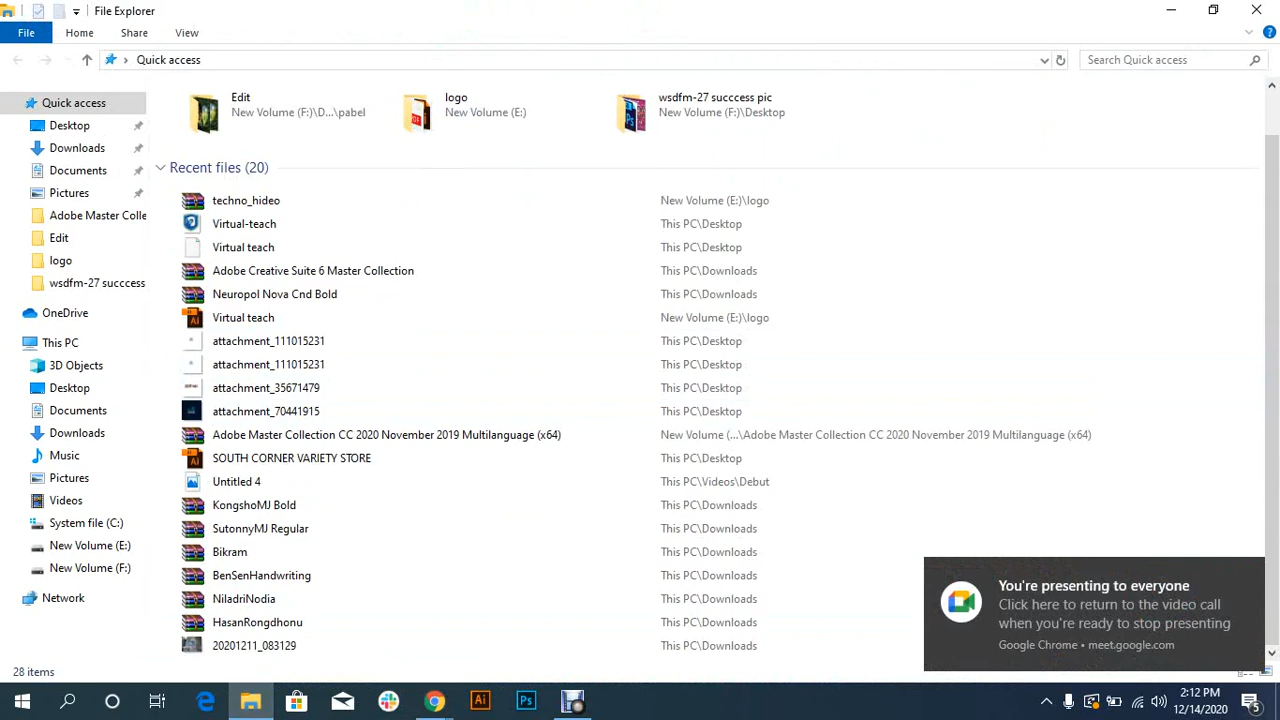 File Explorer
File Home Share View
Quick access
Search Quick access
Quick access
Desktop
Downloads
Documents
Pictures
Adobe Master Colle
Edit
logo
wsdfm-27 succcess
OneDrive
This PC
3D Objects
Desktop
Documents
Downloads
Music
Pictures
Videos
System file (C:)
New Volume (E:)
New Volume (F:)
Network
Edit
New Volume (F:)\D...\pabel
logo
New Volume (E:)
wsdfm-27 succcess pic
New Volume (F:)\Desktop
Recent files (20)
techno_hideo New Volume (E:)\logo
Virtual-teach This PC\Desktop
Virtual teach This PC\Desktop
Adobe Creative Suite 6 Master Collection This PC\Downloads
Neuropol Nova Cnd Bold This PC\Downloads
Virtual teach New Volume (E:)\logo
attachment_111015231 This PC\Desktop
attachment_111015231 This PC\Desktop
attachment_35671479 This PC\Desktop
attachment_70441915 This PC\Desktop
Adobe Master Collection CC 2020 November 2019 Multilanguage (x64) New Volume (...\Adobe Master Collection CC 2020 November 2019 Multilanguage (x64)
SOUTH CORNER VARIETY STORE This PC\Desktop
Untitled 4 This PC\Videos\Debut
KongshoMJ Bold This PC\Downloads
SutonnyMJ Regular This PC\Downloads
Bikram This PC\Downloads
BenSenHandwriting This PC\Downloads
NiladriNodia This PC\Downloads
HasanRongdhonu This PC\Downloads
20201211_083129
You're presenting to everyone
Click here to return to the video call
when you're ready to stop presenting
Google Chrome • meet.google.com
28 items
Ai
Ps
2:12 PM
12/14/2020
5